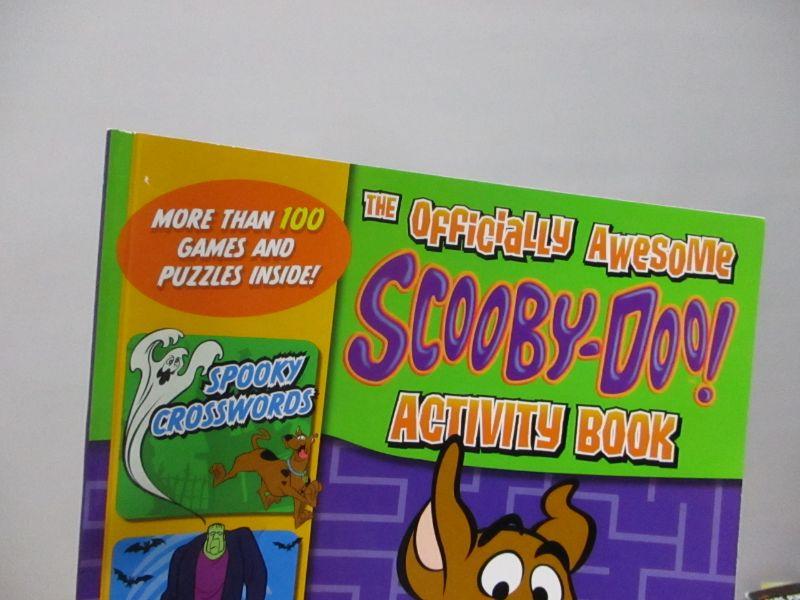 MORE THAN 100
GAMES AND
PUZZLES INSIDE!
SPOOKY
CROSSWORDS
THE OFFICIALLY AWESOME
SCOOBY-DOO!
ACTIVITY BOOK